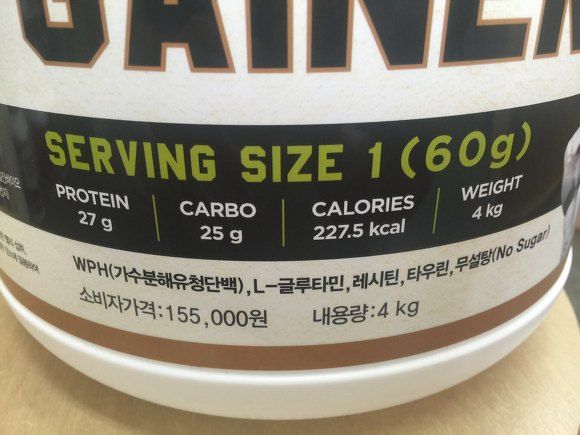 GAINER
SERVING SIZE 1 (60g)
PROTEIN
27 g
CARBO
25 g
CALORIES
227.5 kcal
WEIGHT
4 kg
WPH(가수분해유청단백),L-글루타민,레시틴,타우린,무설탕(No Sugar)
소비자가격:155,000원 내용량:4 kg